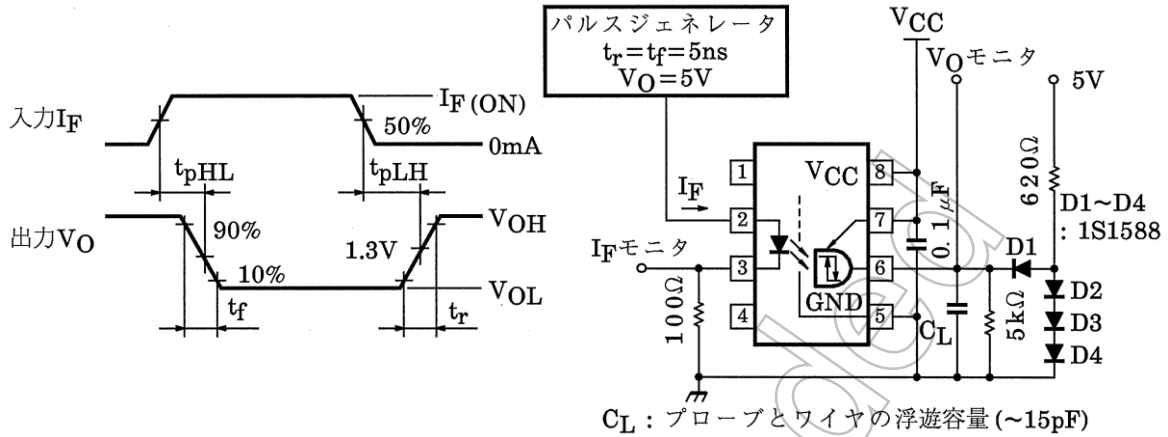 入力IF
IF (ON)
50%
0mA
tpHL
tpLH
出力VO
VOH
90%
1.3V
10%
VOL
tf
tr
パルスジェネレータ
tr=tf=5ns
VO=5V
VCC
VOモニタ
5V
620Ω
D1~D4
: 1S1588
1
VCC
8
IF
2
7
0.1μF
IFモニタ
3
6
D1
100Ω
GND
4
5
CL
5kΩ
D2
D3
D4
CL : プローブとワイヤの浮遊容量 (~15pF)
ded